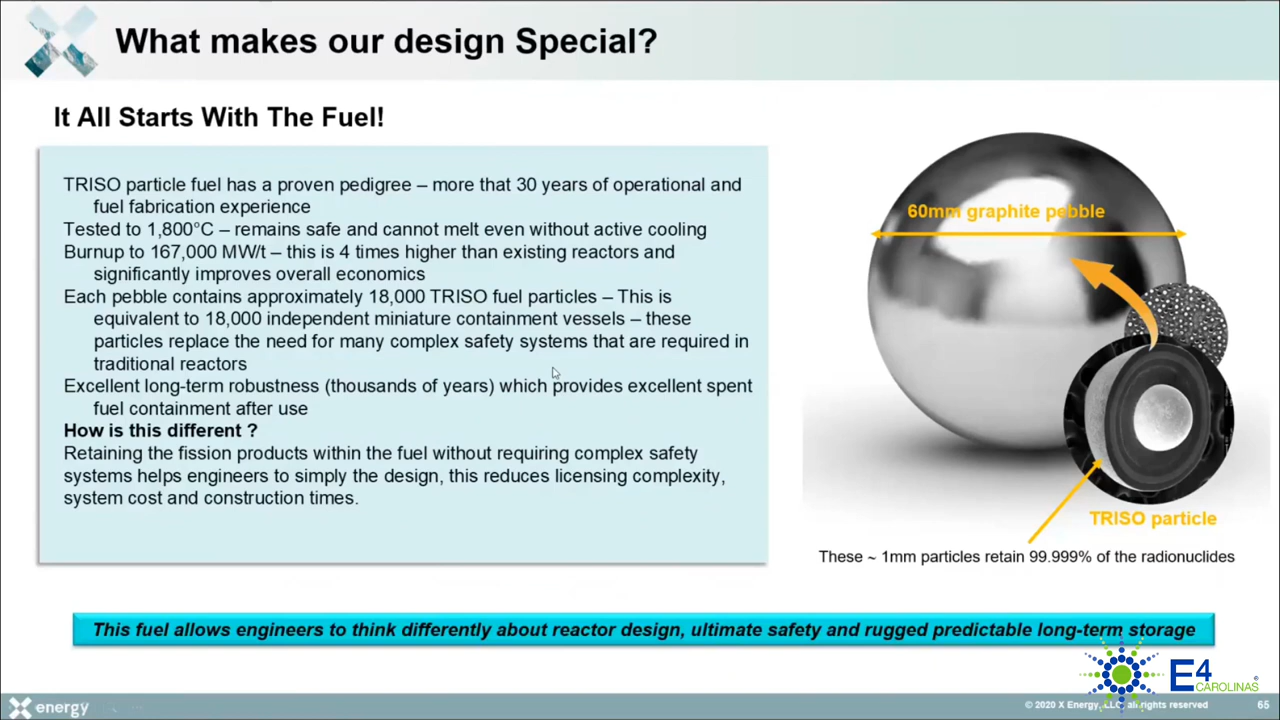 What makes our design Special?
It All Starts With The Fuel!
TRISO particle fuel has a proven pedigree – more that 30 years of operational and
fuel fabrication experience
Tested to 1,800°C – remains safe and cannot melt even without active cooling
Burnup to 167,000 MW/t – this is 4 times higher than existing reactors and
significantly improves overall economics
Each pebble contains approximately 18,000 TRISO fuel particles – This is
equivalent to 18,000 independent miniature containment vessels – these
particles replace the need for many complex safety systems that are required in
traditional reactors
Excellent long-term robustness (thousands of years) which provides excellent spent
fuel containment after use
How is this different ?
Retaining the fission products within the fuel without requiring complex safety
systems helps engineers to simply the design, this reduces licensing complexity,
system cost and construction times.
60mm graphite pebble
TRISO particle
These ~ 1mm particles retain 99.999% of the radionuclides
This fuel allows engineers to think differently about reactor design, ultimate safety and rugged predictable long-term storage
E4
CAROLINAS
energy
© 2020 X Energy, LLC, all rights reserved
65